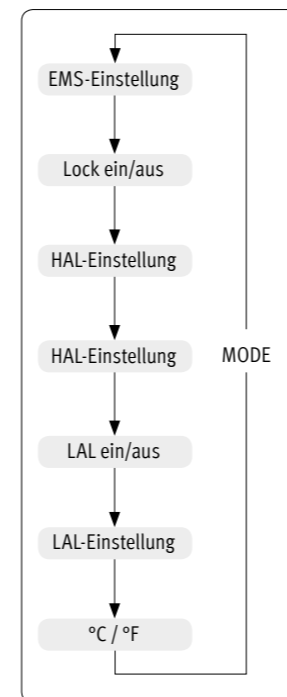 EMS-Einstellung
Lock ein/aus
HAL-Einstellung
HAL-Einstellung
MODE
LAL ein/aus
LAL-Einstellung
°C / °F